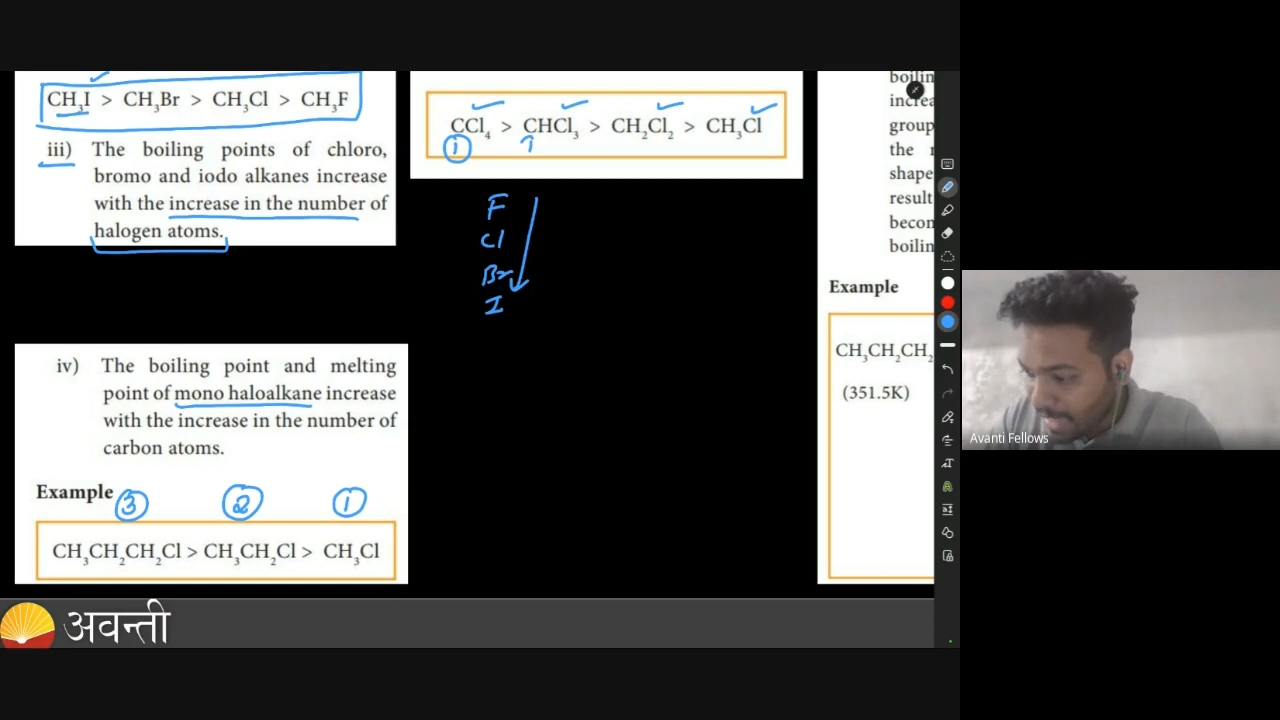 CH₃I > CH₃Br > CH₃Cl > CH₃F
iii) The boiling points of chloro,
bromo and iodo alkanes increase
with the increase in the number of
halogen atoms.
CCl₄ > CHCl₃ > CH₂Cl₂ > CH₃Cl
1
F
Cl
Br
I
iv) The boiling point and melting
point of mono haloalkane increase
with the increase in the number of
carbon atoms.
Example
3 2 1
CH₃CH₂CH₂Cl > CH₃CH₂Cl > CH₃Cl
boilin
increa
group
the
shape
result
becon
boilin
Example
CH₃CH₂CH₂
(351.5K)
Avanti Fellows
अवन्ती